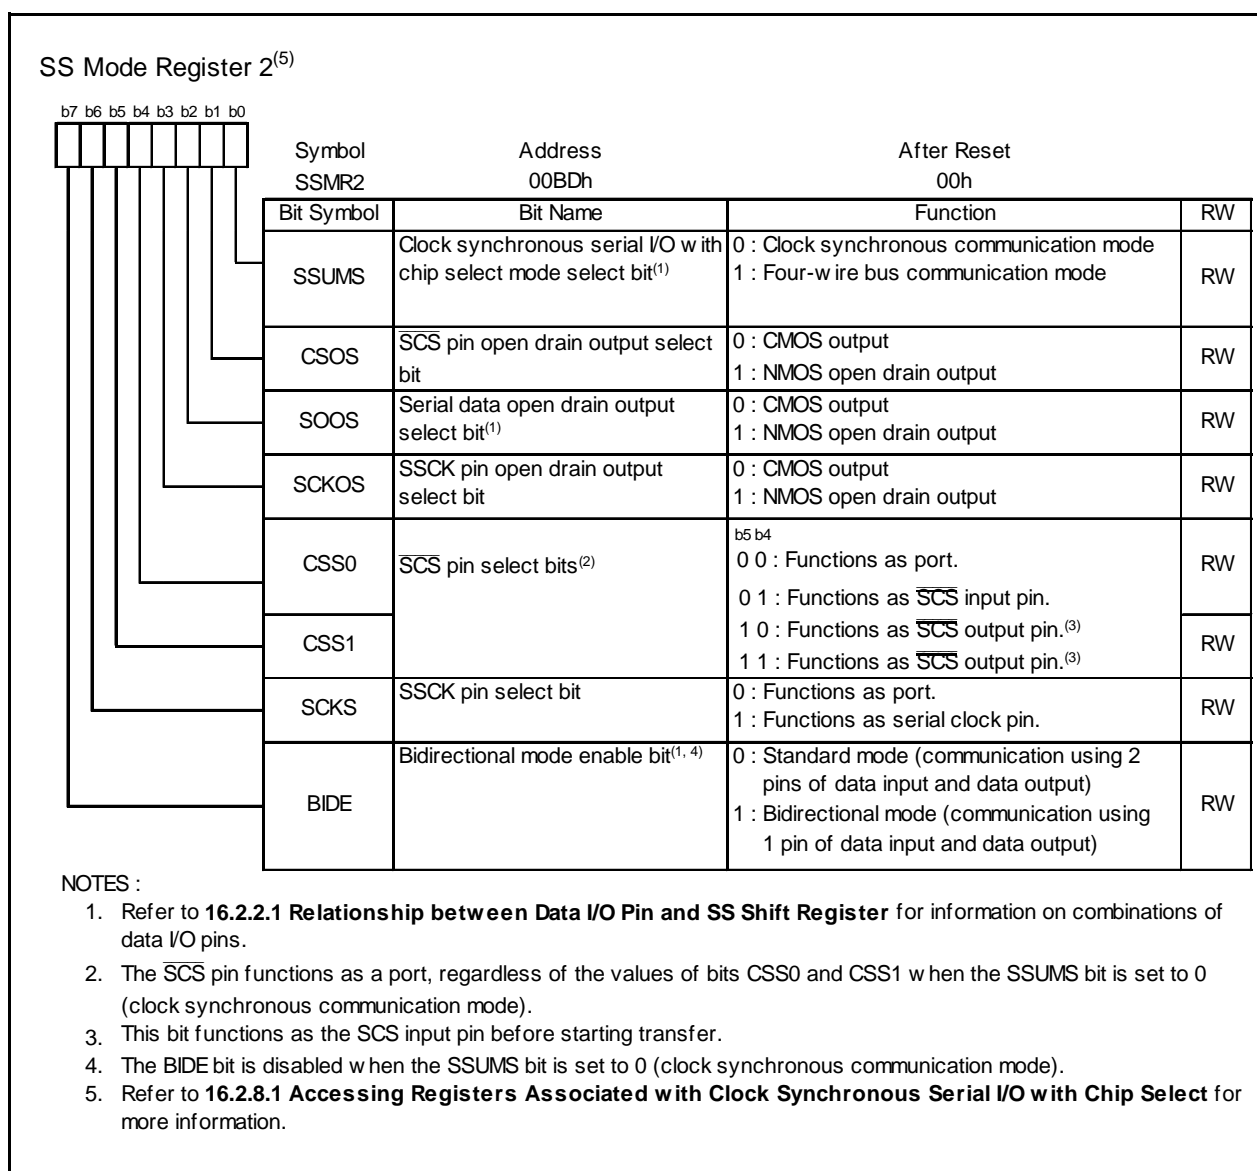 SS Mode Register 2(5)
b7 b6 b5 b4 b3 b2 b1 b0
Symbol Address After Reset
SSMR2 00BDh 00h
Bit Symbol Bit Name Function RW
SSUMS
Clock synchronous serial I/O with
chip select mode select bit(1)
0 : Clock synchronous communication mode
1 : Four-wire bus communication mode
RW
CSOS
SCS pin open drain output select
bit
0 : CMOS output
1 : NMOS open drain output
RW
SOOS
Serial data open drain output
select bit(1)
0 : CMOS output
1 : NMOS open drain output
RW
SCKOS
SSCK pin open drain output
select bit
0 : CMOS output
1 : NMOS open drain output
RW
CSS0
SCS pin select bits(2)
b5 b4
0 0 : Functions as port.
0 1 : Functions as SCS input pin.
RW
CSS1
1 0 : Functions as SCS output pin.(3)
1 1 : Functions as SCS output pin.(3)
RW
SCKS
SSCK pin select bit
0 : Functions as port.
1 : Functions as serial clock pin.
RW
BIDE
Bidirectional mode enable bit(1, 4)
0 : Standard mode (communication using 2
pins of data input and data output)
1 : Bidirectional mode (communication using
1 pin of data input and data output)
RW
NOTES :
1. Refer to 16.2.2.1 Relationship between Data I/O Pin and SS Shift Register for information on combinations of
data I/O pins.
2. The SCS pin functions as a port, regardless of the values of bits CSS0 and CSS1 when the SSUMS bit is set to 0
(clock synchronous communication mode).
3. This bit functions as the SCS input pin before starting transfer.
4. The BIDE bit is disabled when the SSUMS bit is set to 0 (clock synchronous communication mode).
5. Refer to 16.2.8.1 Accessing Registers Associated with Clock Synchronous Serial I/O with Chip Select for
more information.